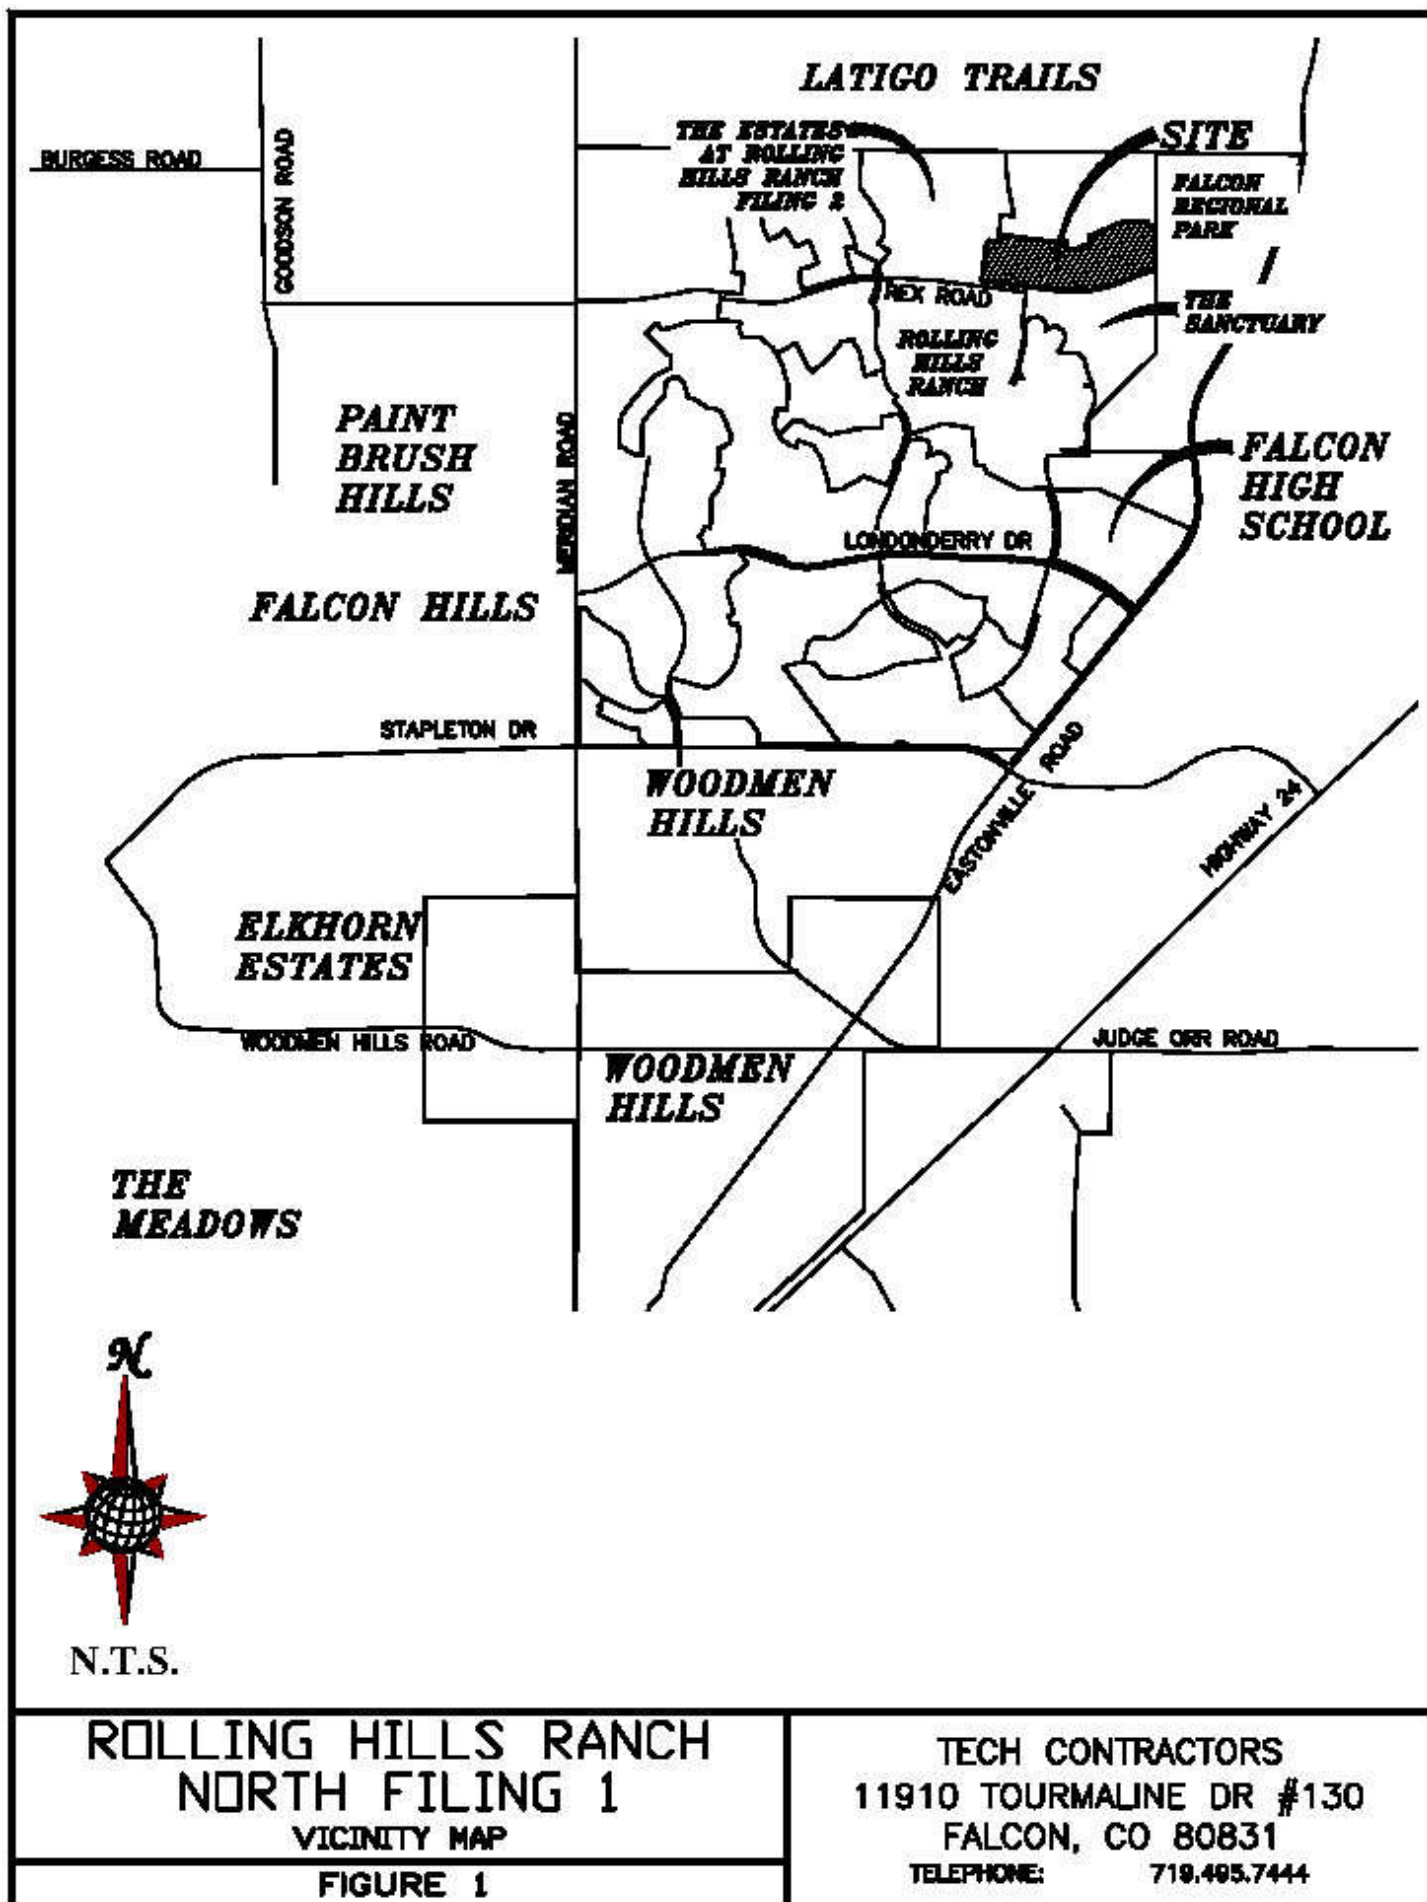 LATIGO TRAILS
THE ESTATES
AT ROLLING
HILLS RANCH
FILING 2
SITE
BURGESS ROAD
GOODSON ROAD
FALCON
REGIONAL
PARK
REX ROAD
THE
SANCTUARY
ROLLING
HILLS
RANCH
PAINT
BRUSH
HILLS
MERIDIAN ROAD
FALCON
HIGH
SCHOOL
LONDONDERRY DR
FALCON HILLS
STAPLETON DR
WOODMEN
HILLS
EASTONVILLE ROAD
HIGHWAY 24
ELKHORN
ESTATES
WOODMEN HILLS ROAD
JUDGE ORR ROAD
WOODMEN
HILLS
THE
MEADOWS
N
N.T.S.
ROLLING HILLS RANCH
NORTH FILING 1
VICINITY MAP
FIGURE 1
TECH CONTRACTORS
11910 TOURMALINE DR #130
FALCON, CO 80831
TELEPHONE: 719.495.7444